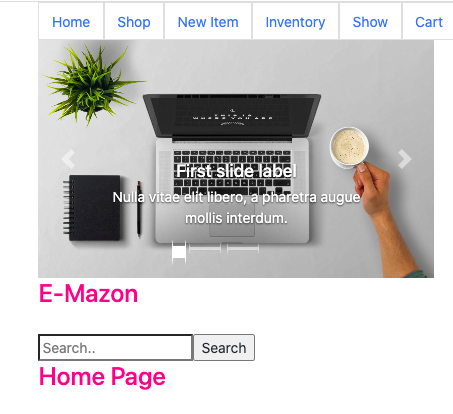 Home Shop New Item Inventory Show Cart
First slide label
Nulla vitae elit libero, a pharetra augue
mollis interdum.
E-Mazon
Search.. Search
Home Page